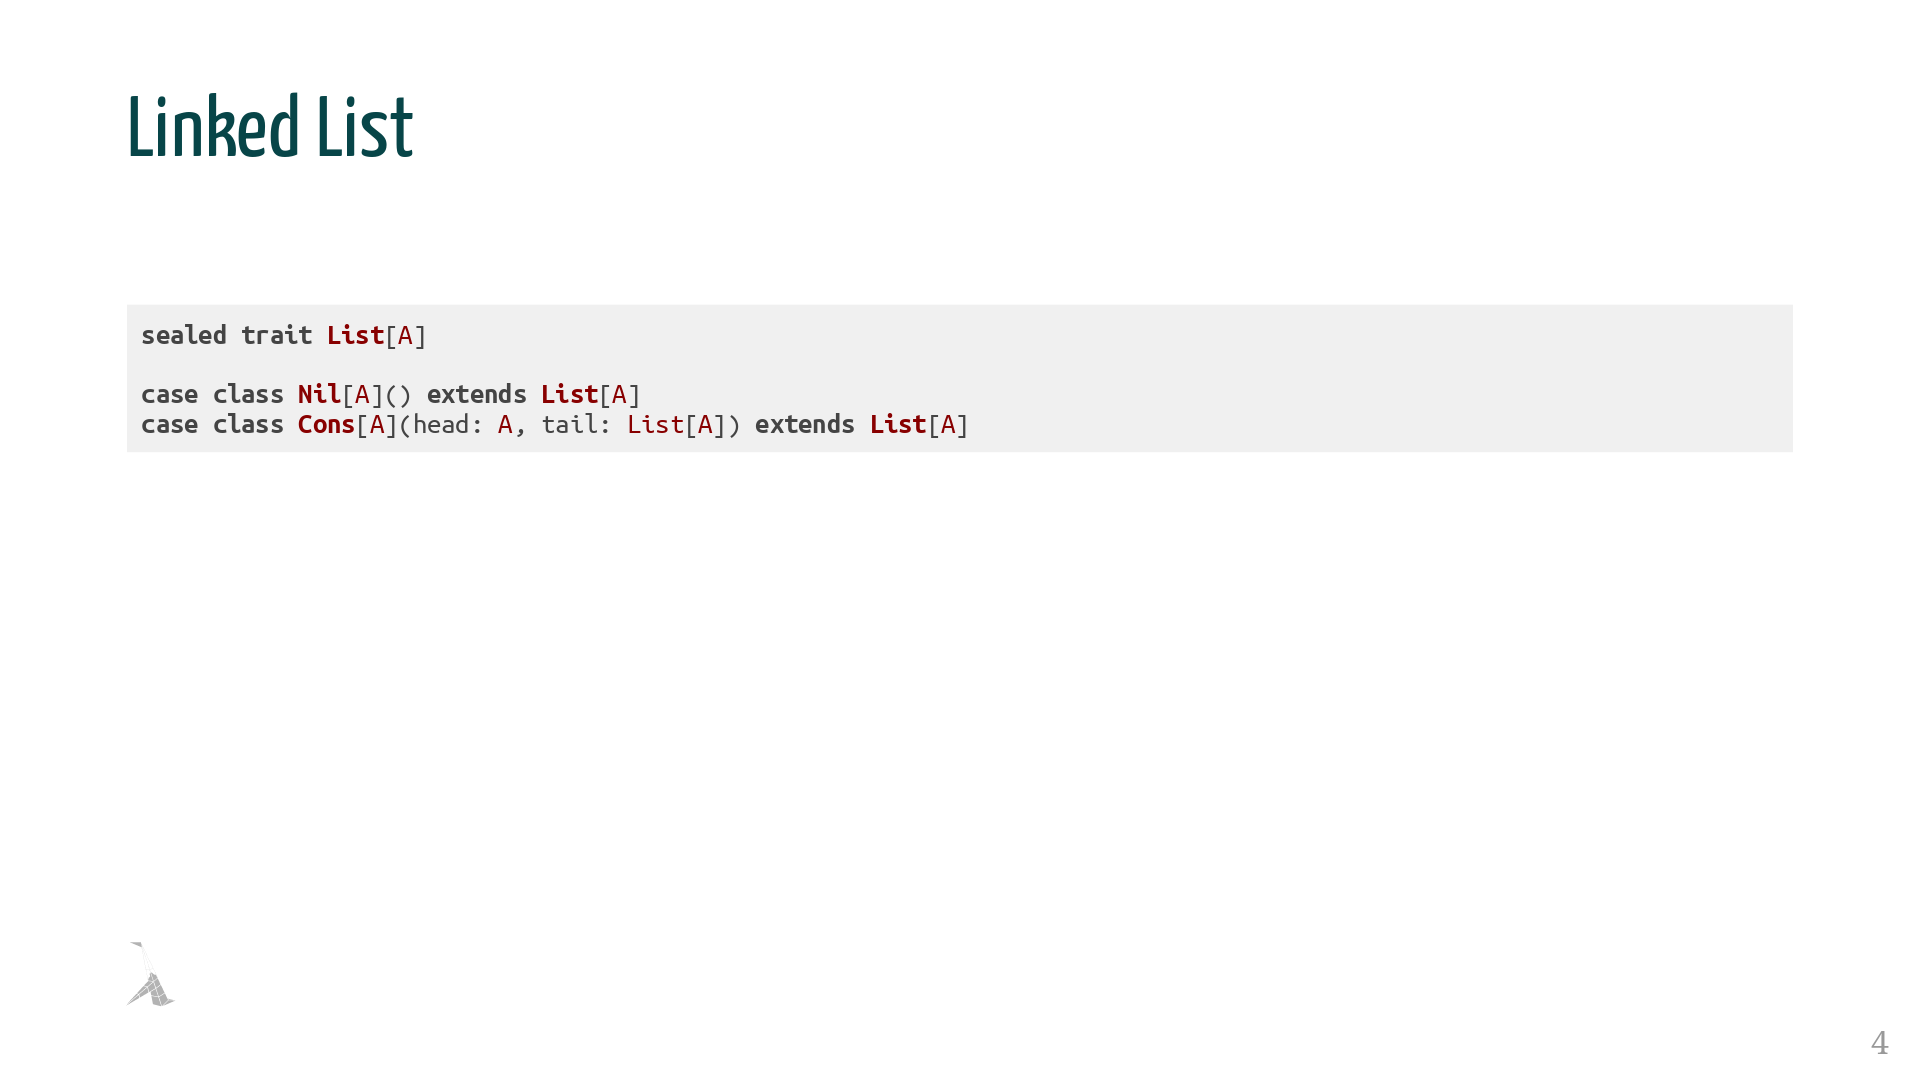 Linked List
sealed trait List[A]
case class Nil[A]() extends List[A]
case class Cons[A](head: A, tail: List[A]) extends List[A]
4